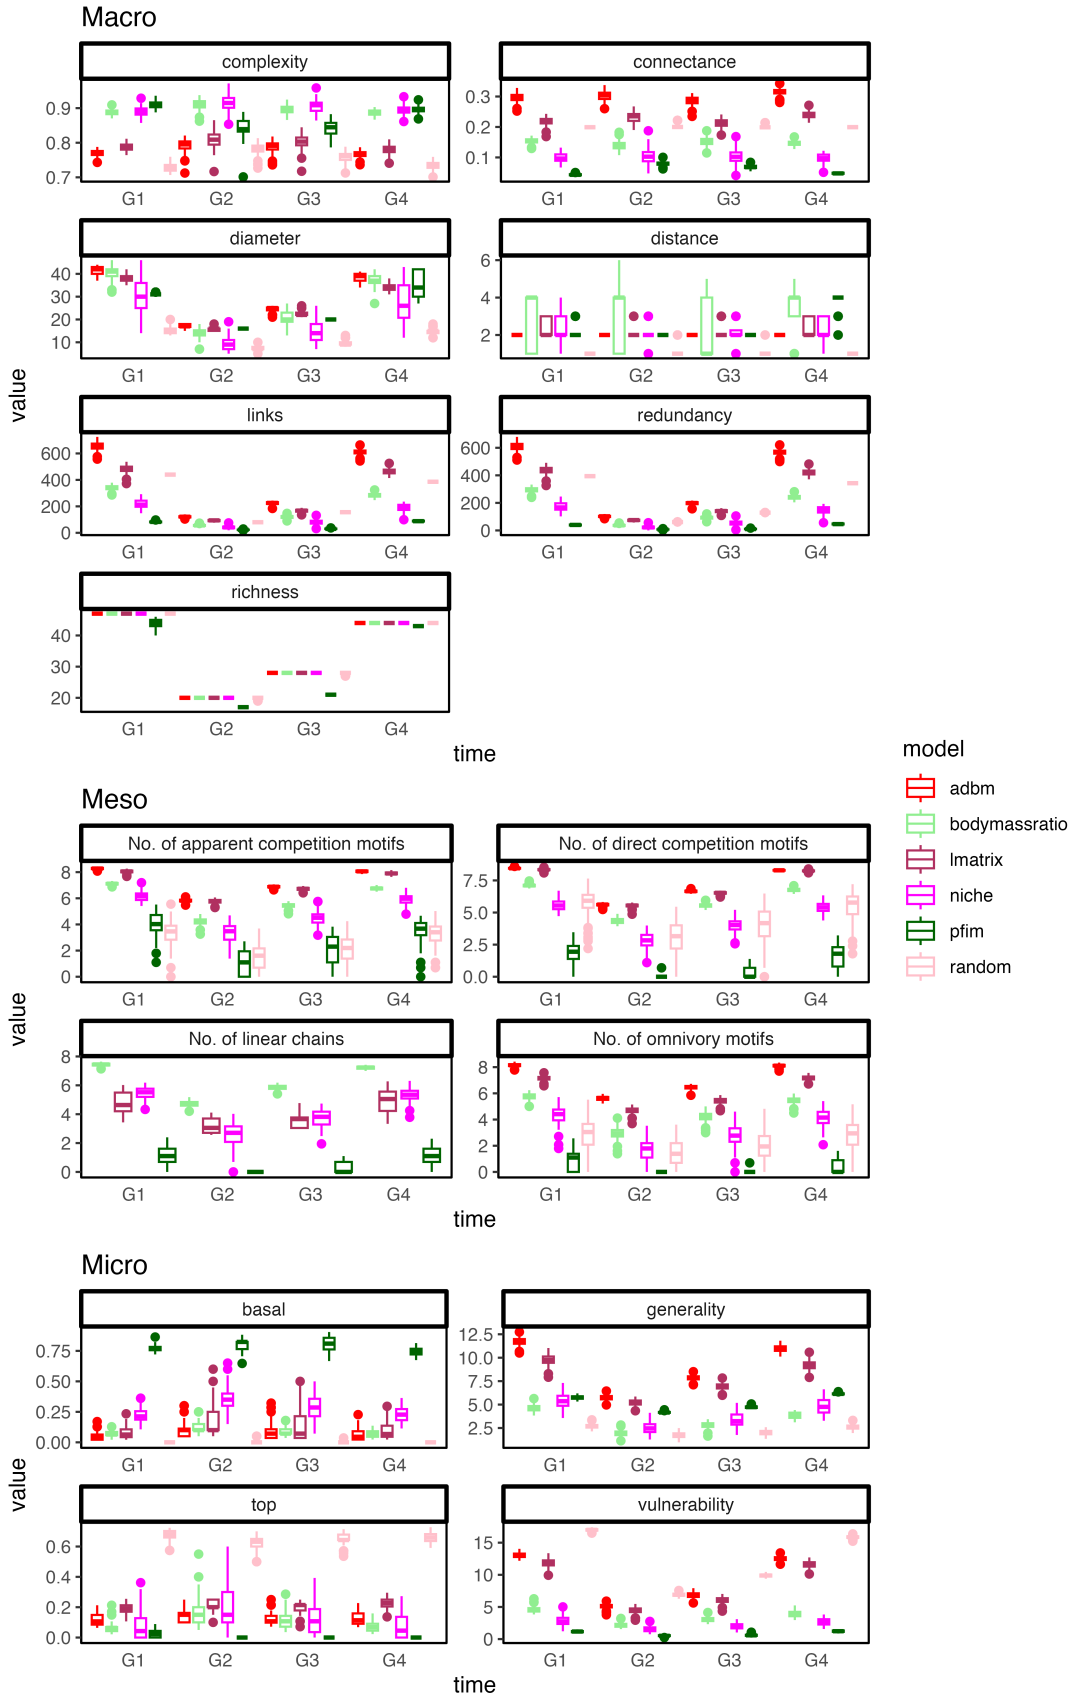 Macro
complexity
connectance
0.9
0.8
0.7
0.3
0.2
0.1
G1 G2 G3 G4
G1 G2 G3 G4
diameter
distance
40
30
20
10
6
4
2
G1 G2 G3 G4
G1 G2 G3 G4
value
links
redundancy
600
400
200
0
600
400
200
0
G1 G2 G3 G4
G1 G2 G3 G4
richness
40
30
20
G1 G2 G3 G4
time
model
adbm
bodymassratio
lmatrix
niche
pfim
random
Meso
No. of apparent competition motifs
No. of direct competition motifs
8
6
4
2
0
7.5
5.0
2.5
0.0
G1 G2 G3 G4
G1 G2 G3 G4
value
No. of linear chains
No. of omnivory motifs
8
6
4
2
0
8
6
4
2
0
G1 G2 G3 G4
G1 G2 G3 G4
time
Micro
basal
generality
0.75
0.50
0.25
0.00
12.5
10.0
7.5
5.0
2.5
G1 G2 G3 G4
G1 G2 G3 G4
value
top
vulnerability
0.6
0.4
0.2
0.0
15
10
5
0
G1 G2 G3 G4
G1 G2 G3 G4
time